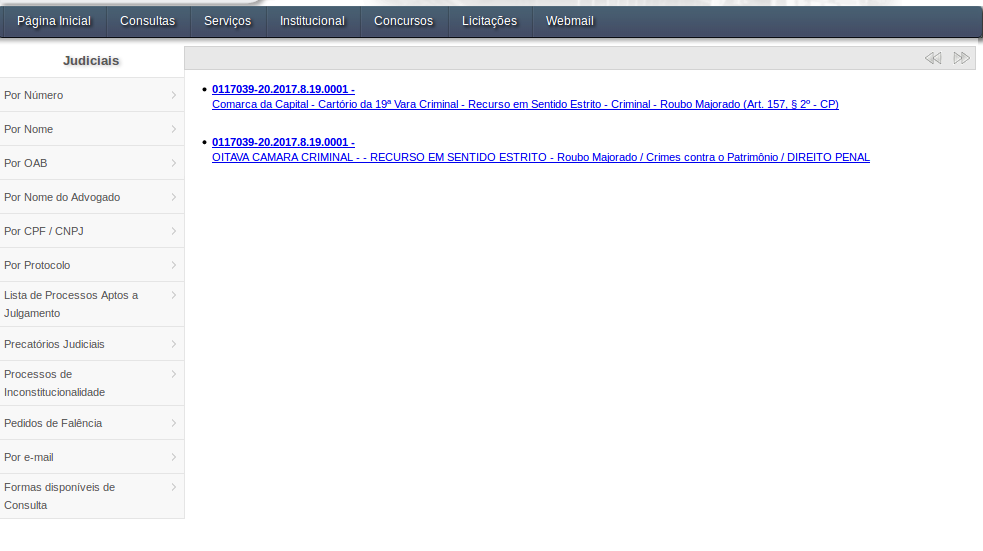 Página Inicial Consultas Serviços Institucional Concursos Licitações Webmail
Judiciais
Por Número
Por Nome
Por OAB
Por Nome do Advogado
Por CPF / CNPJ
Por Protocolo
Lista de Processos Aptos a
Julgamento
Precatórios Judiciais
Processos de
Inconstitucionalidade
Pedidos de Falência
Por e-mail
Formas disponíveis de
Consulta
0117039-20.2017.8.19.0001 -
Comarca da Capital - Cartório da 19ª Vara Criminal - Recurso em Sentido Estrito - Criminal - Roubo Majorado (Art. 157, § 2º - CP)
0117039-20.2017.8.19.0001 -
OITAVA CAMARA CRIMINAL - - RECURSO EM SENTIDO ESTRITO - Roubo Majorado / Crimes contra o Patrimônio / DIREITO PENAL